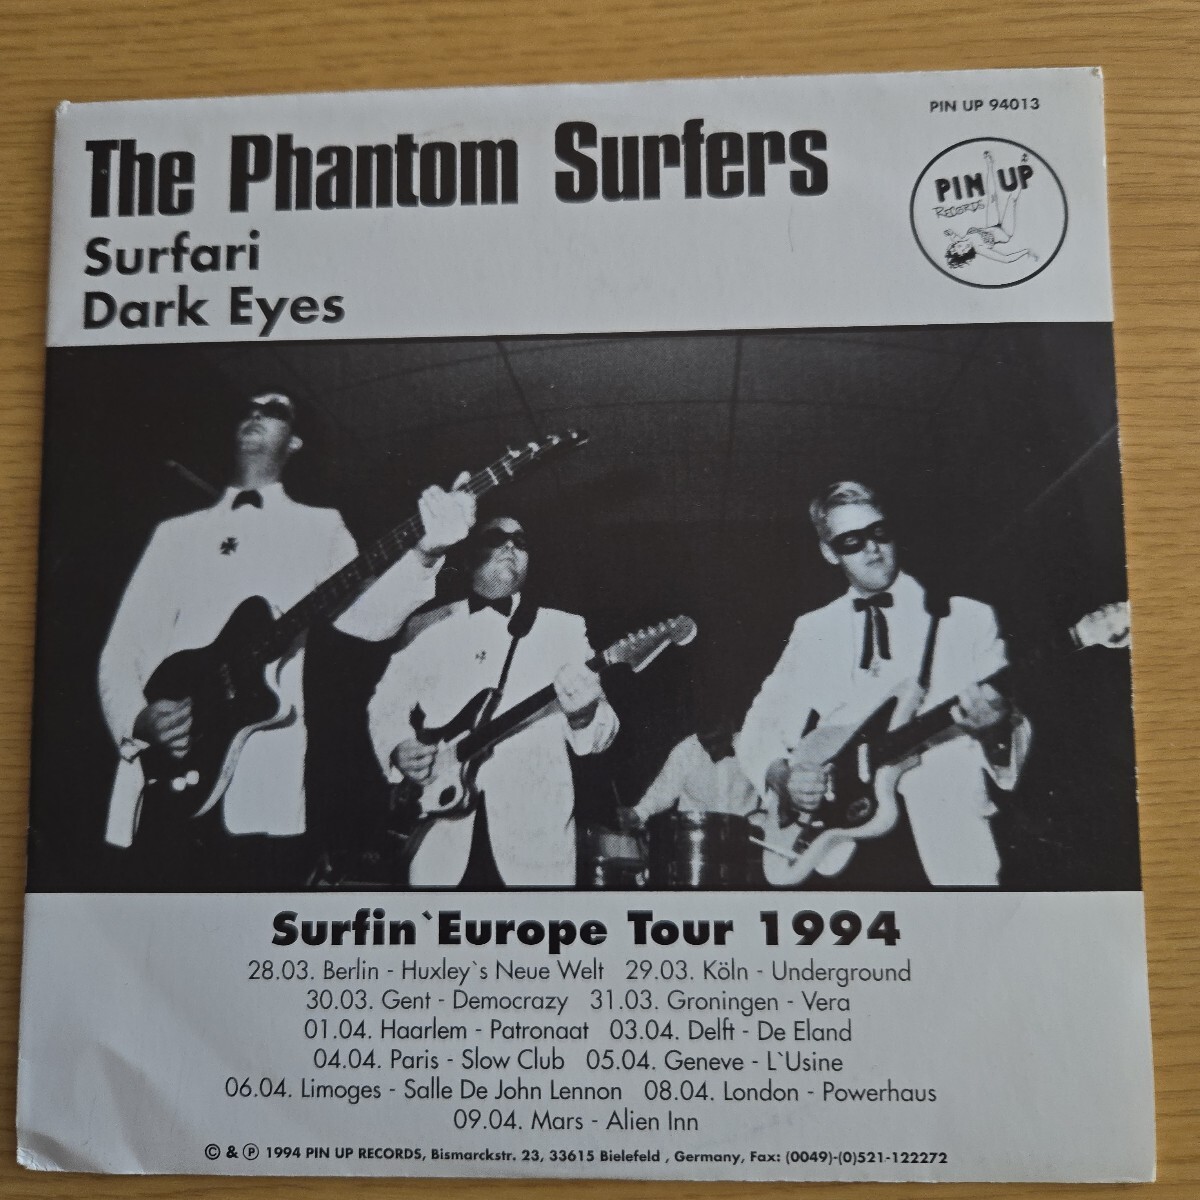 PIN UP 94013
The Phantom Surfers
PIN UP
RECORDS
Surfari
Dark Eyes
Surfin`Europe Tour 1994
28.03. Berlin - Huxley`s Neue Welt 29.03. Köln - Underground
30.03. Gent - Democrazy 31.03. Groningen - Vera
01.04. Haarlem - Patronaat 03.04. Delft - De Eland
04.04. Paris - Slow Club 05.04. Geneve - L`Usine
06.04. Limoges - Salle De John Lennon 08.04. London - Powerhaus
09.04. Mars - Alien Inn
© & ℗ 1994 PIN UP RECORDS, Bismarckstr. 23, 33615 Bielefeld , Germany, Fax: (0049)-(0)521-122272